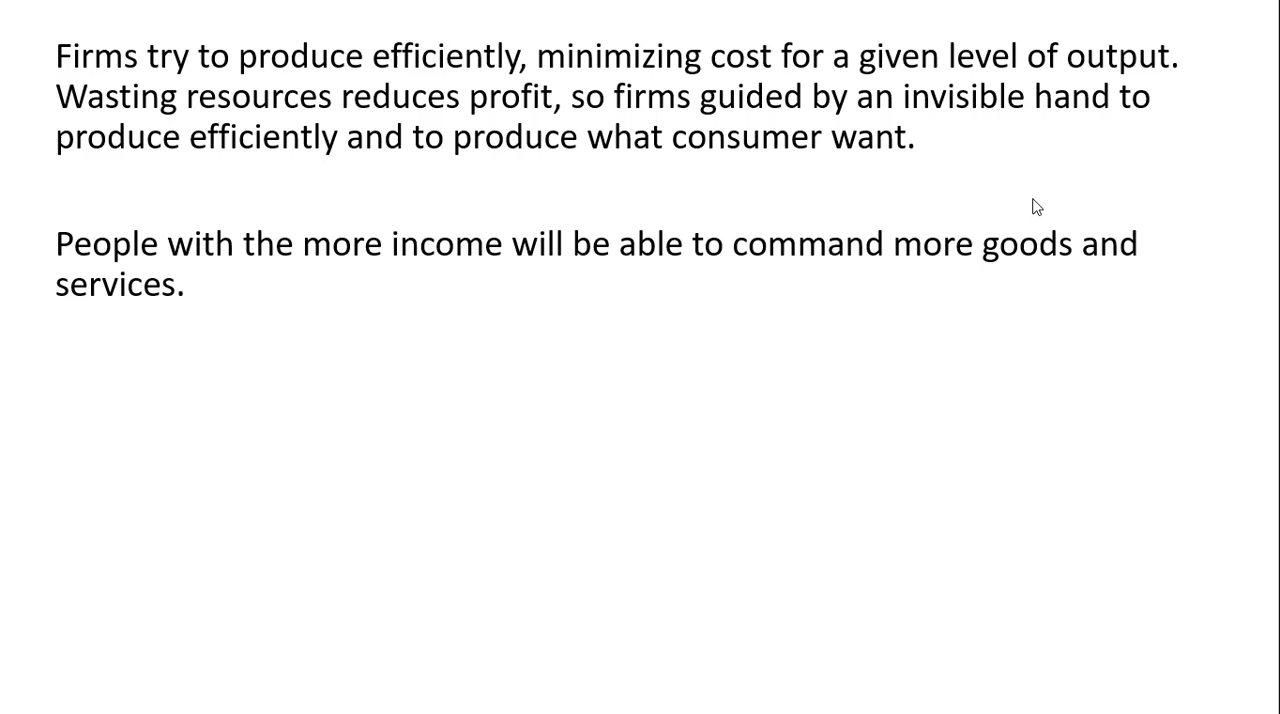 Firms try to produce efficiently, minimizing cost for a given level of output.
Wasting resources reduces profit, so firms guided by an invisible hand to
produce efficiently and to produce what consumer want.
People with the more income will be able to command more goods and
services.